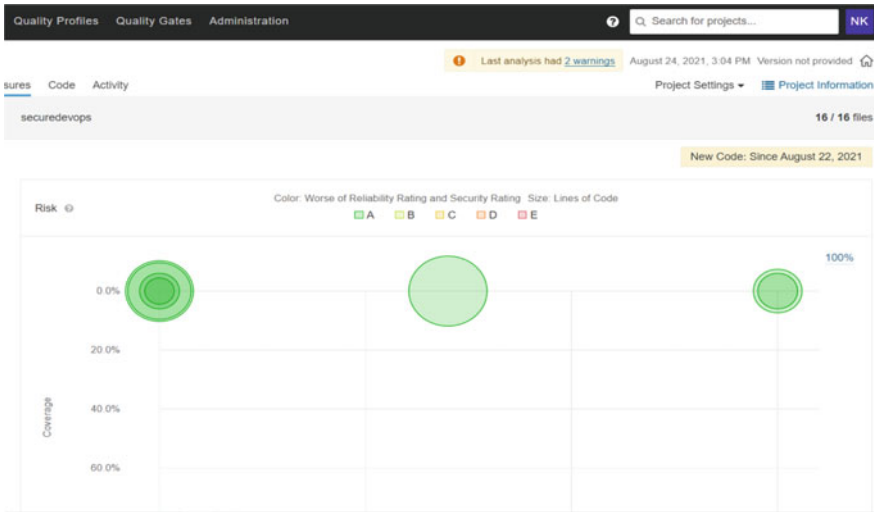 Quality Profiles Quality Gates Administration ? Search for projects... NK
Last analysis had 2 warnings August 24, 2021, 3:04 PM Version not provided
sures Code Activity Project Settings Project Information
securedevops 16 / 16 files
New Code: Since August 22, 2021
Risk ? Color: Worse of Reliability Rating and Security Rating Size: Lines of Code
A B C D E
100%
0.0%
20.0%
40.0%
Coverage
60.0%